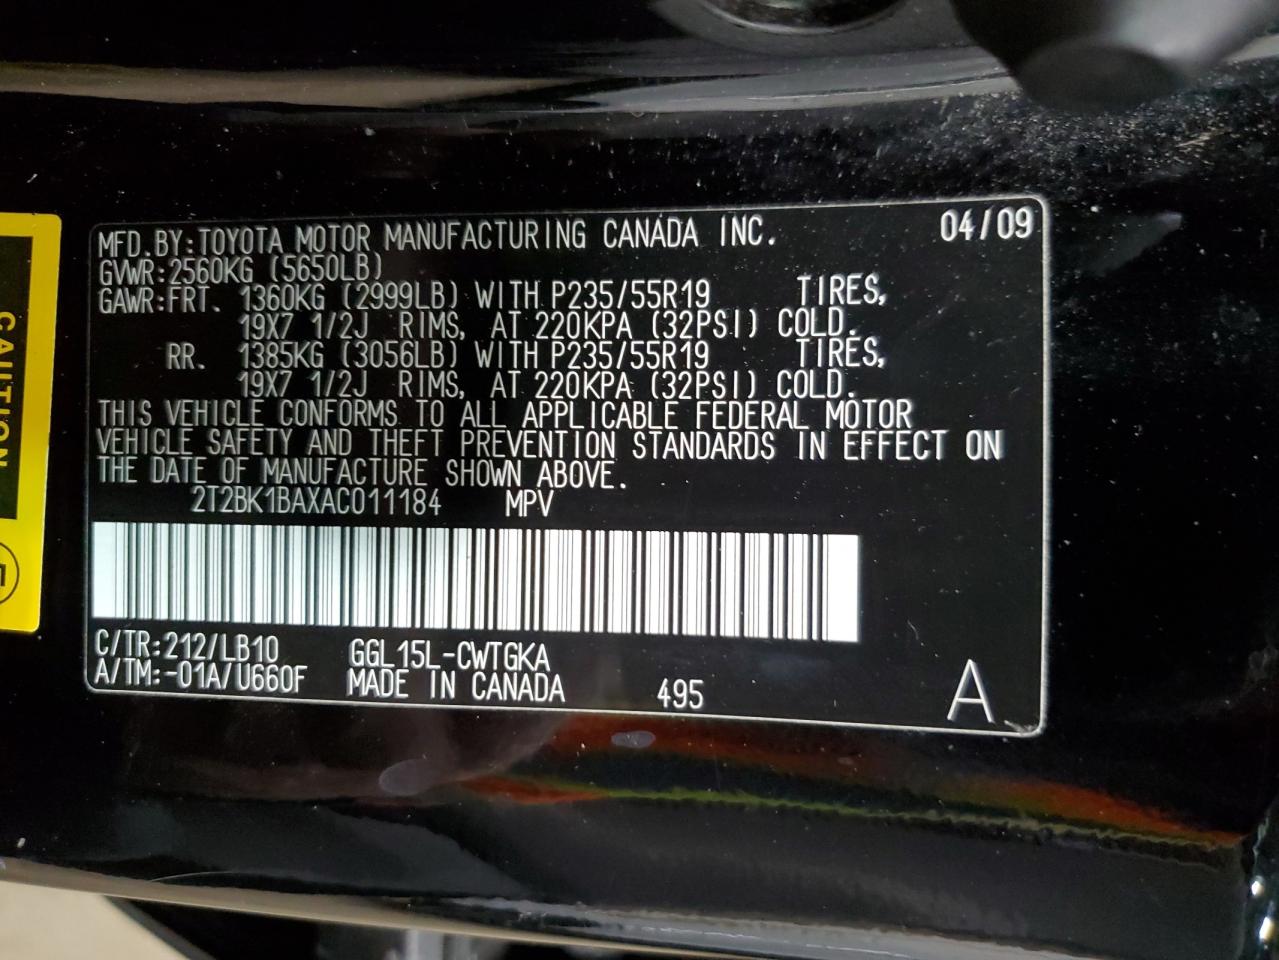 MFD.BY:TOYOTA MOTOR MANUFACTURING CANADA INC. 04/09
GVWR:2560KG (5650LB)
GAWR:FRT. 1360KG (2999LB) WITH P235/55R19 TIRES,
19X7 1/2J RIMS, AT 220KPA (32PSI) COLD.
RR. 1385KG (3056LB) WITH P235/55R19 TIRES,
19X7 1/2J RIMS, AT 220KPA (32PSI) COLD.
THIS VEHICLE CONFORMS TO ALL APPLICABLE FEDERAL MOTOR
VEHICLE SAFETY AND THEFT PREVENTION STANDARDS IN EFFECT ON
THE DATE OF MANUFACTURE SHOWN ABOVE.
2T2BK1BAXAC011184 MPV
C/TR:212/LB10 GGL15L-CWTGKA
A/TM:-01A/U660F MADE IN CANADA 495 A
CAUTION